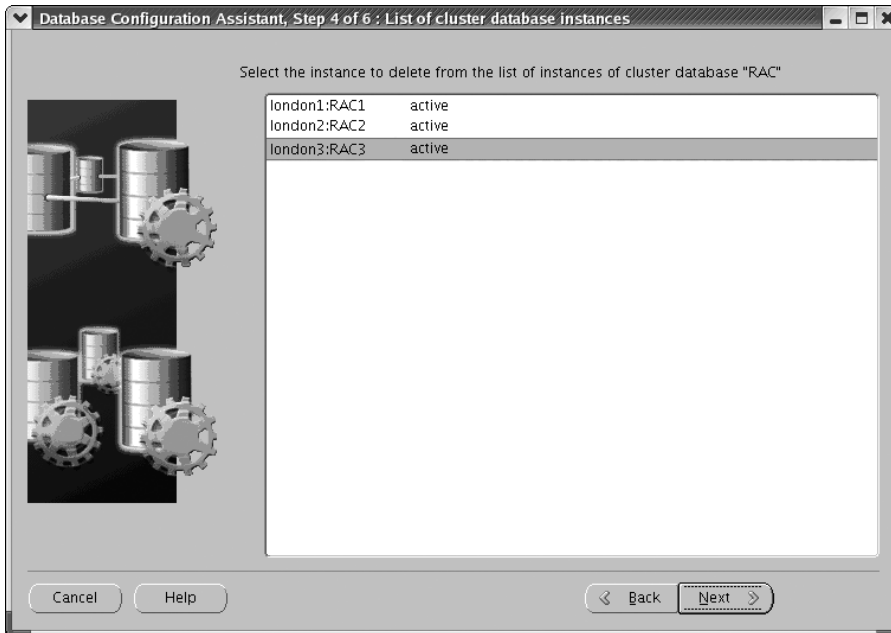 Database Configuration Assistant, Step 4 of 6 : List of cluster database instances
Select the instance to delete from the list of instances of cluster database "RAC"
london1:RAC1 active
london2:RAC2 active
london3:RAC3 active
Cancel
Help
Back
Next